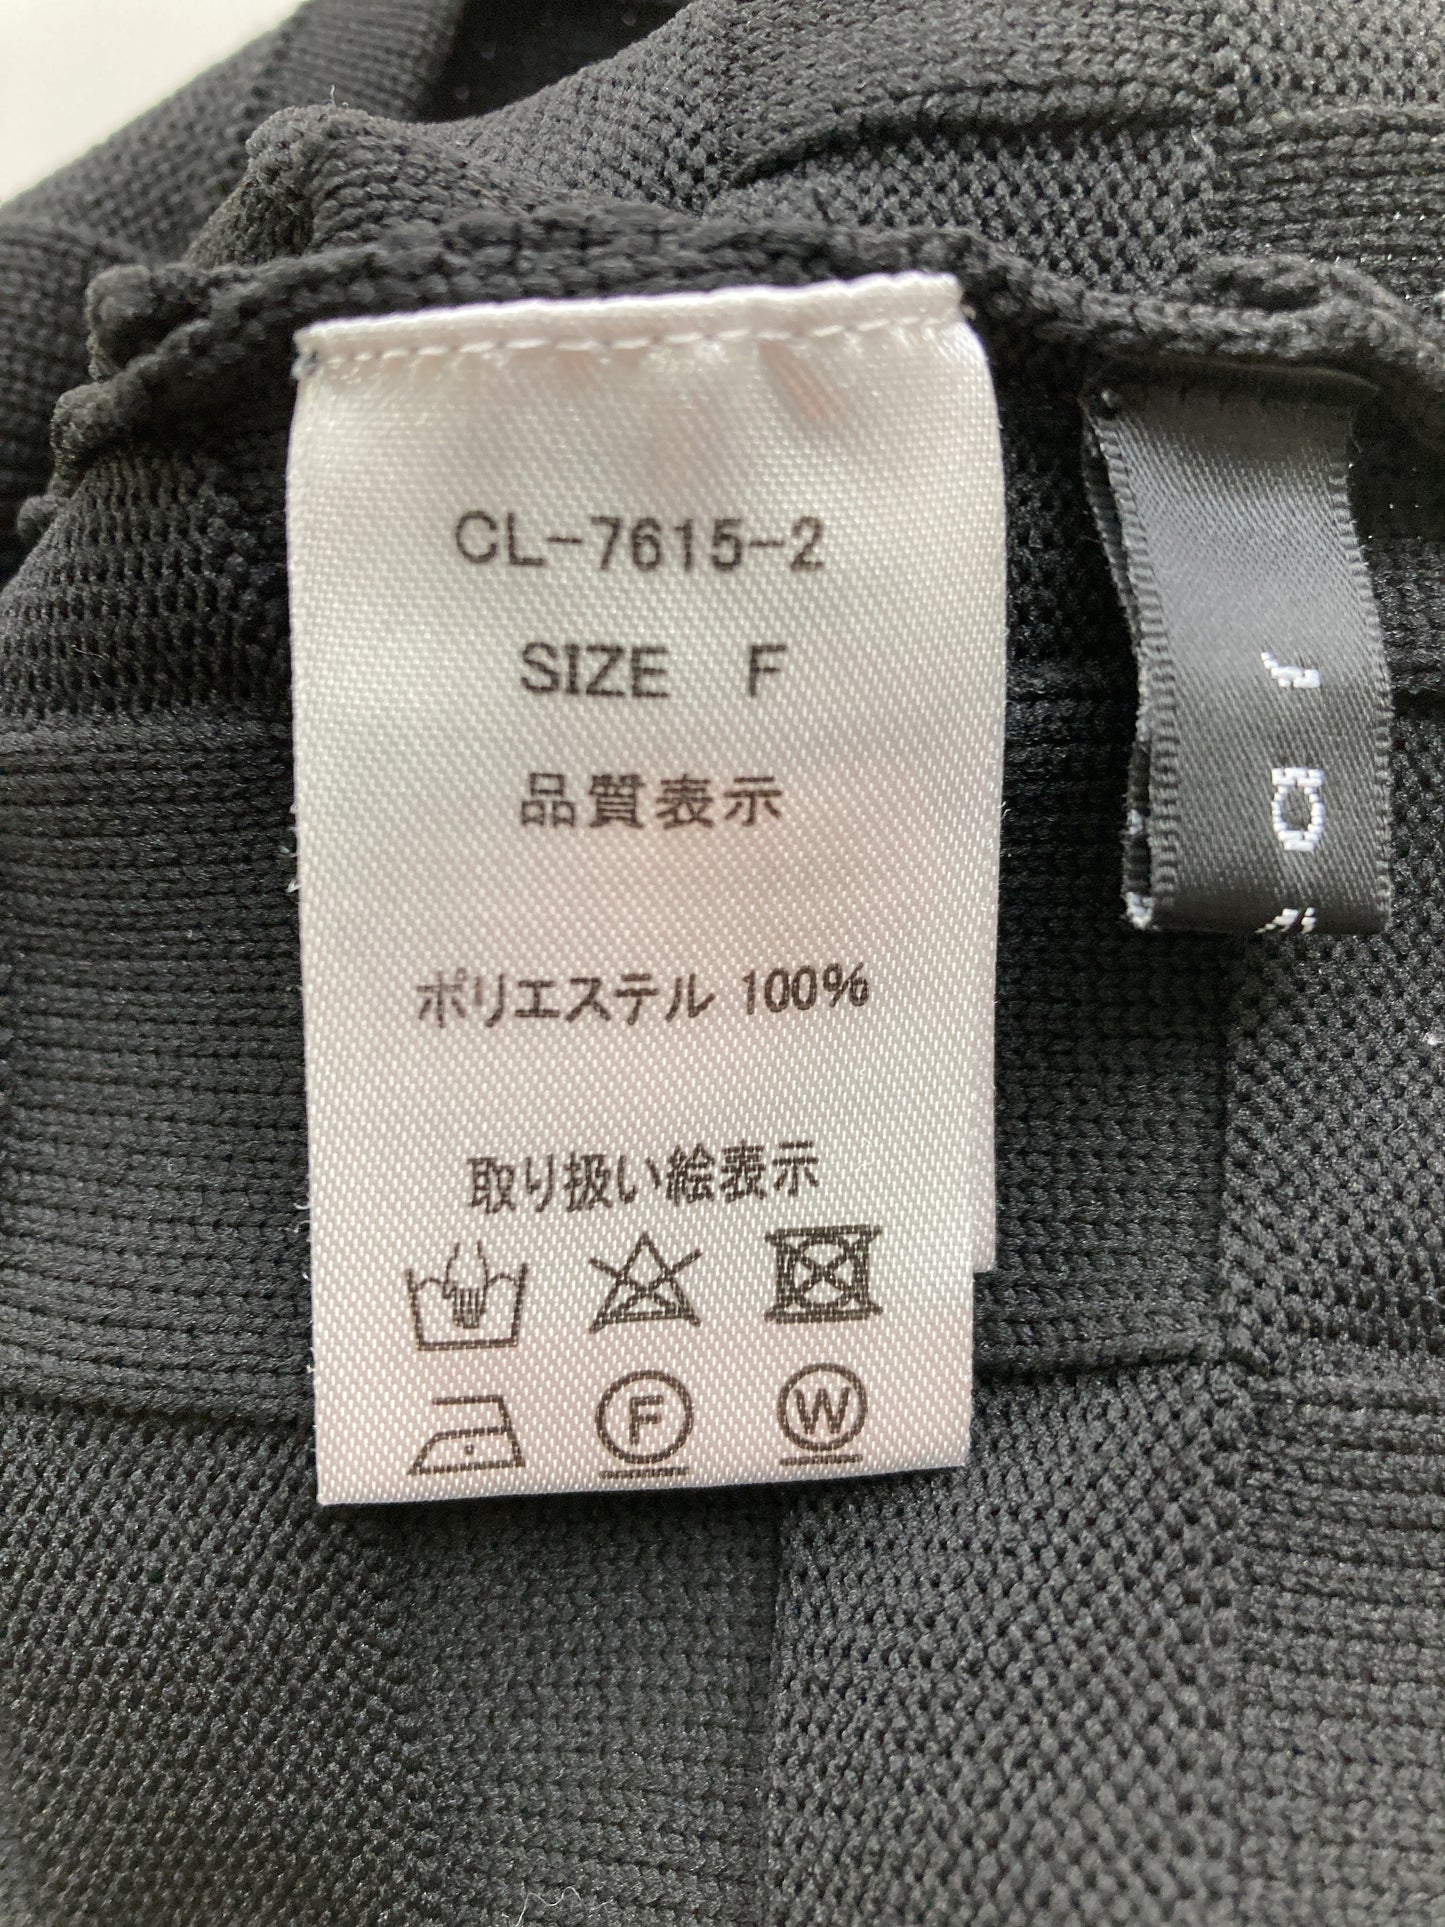 CL-7615-2
SIZE F
品質表示
ポリエステル 100%
取り扱い絵表示
F W